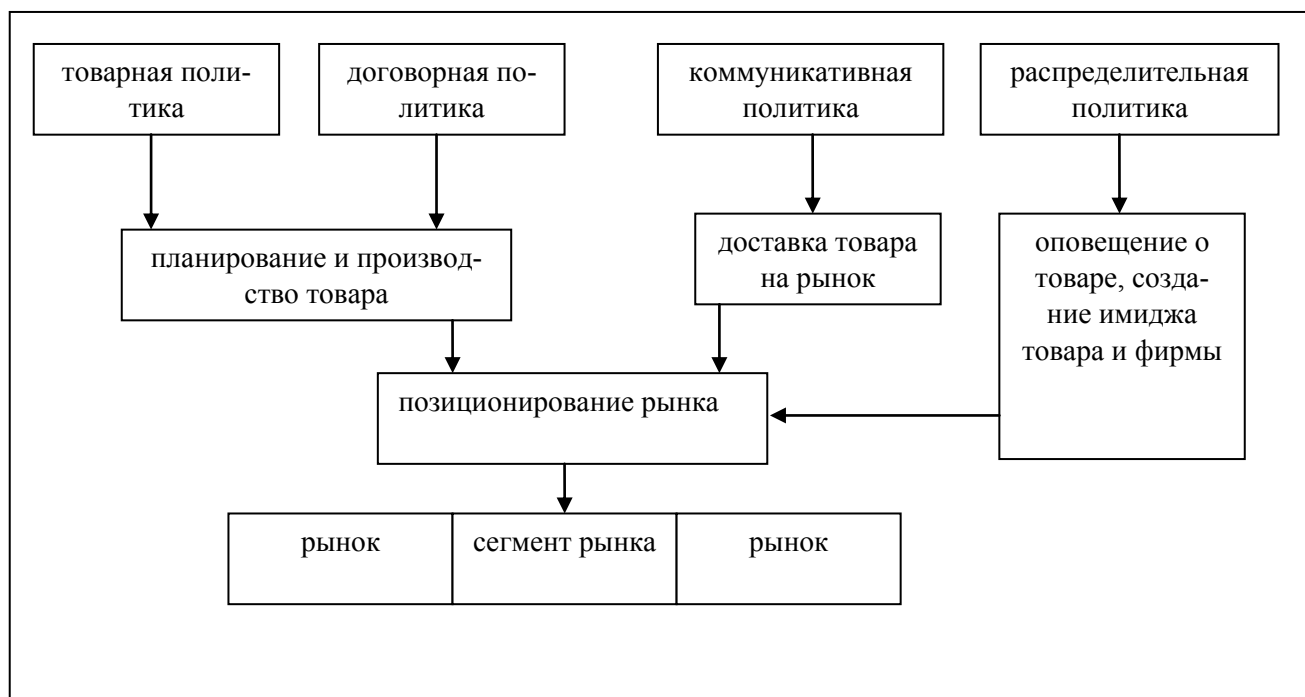 товарная поли-
тика
договорная по-
литика
коммуникативная
политика
распределительная
политика
планирование и производ-
ство товара
доставка товара
на рынок
оповещение о
товаре, созда-
ние имиджа
товара и фирмы
позиционирование рынка
рынок
сегмент рынка
рынок